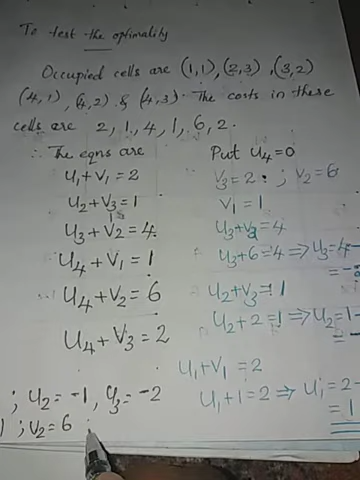 To test the optimality
Occupied cells are (1,1), (2,3), (3,2)
(4,1), (4,2) & (4,3). The costs in these
cells are 2, 1, 4, 1, 6, 2.
∴ The eqns are
U1 + V1 = 2
U2 + V3 = 1
U3 + V2 = 4
U4 + V1 = 1
U4 + V2 = 6
U4 + V3 = 2
Put U4 = 0
V3 = 2 ; V2 = 6
V1 = 1
U3 + V2 = 4
U3 + 6 = 4 ⇒ U3 = 4 -
U2 + V3 = 1
U2 + 2 = 1 ⇒ U2 = 1 -
U1 + V1 = 2
U1 + 1 = 2 ⇒ U1 = 2 -
= 1
; U2 = -1, U3 = -2
1 ; V2 = 6